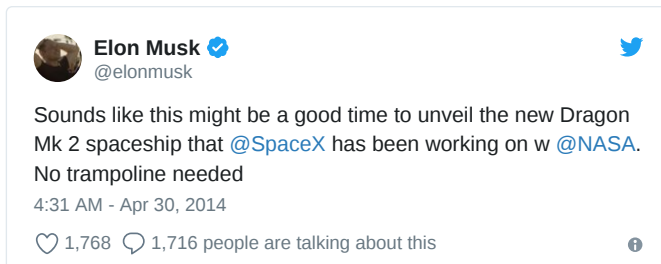 Elon Musk
@elonmusk
Sounds like this might be a good time to unveil the new Dragon
Mk 2 spaceship that @SpaceX has been working on w @NASA.
No trampoline needed
4:31 AM - Apr 30, 2014
1,768 1,716 people are talking about this